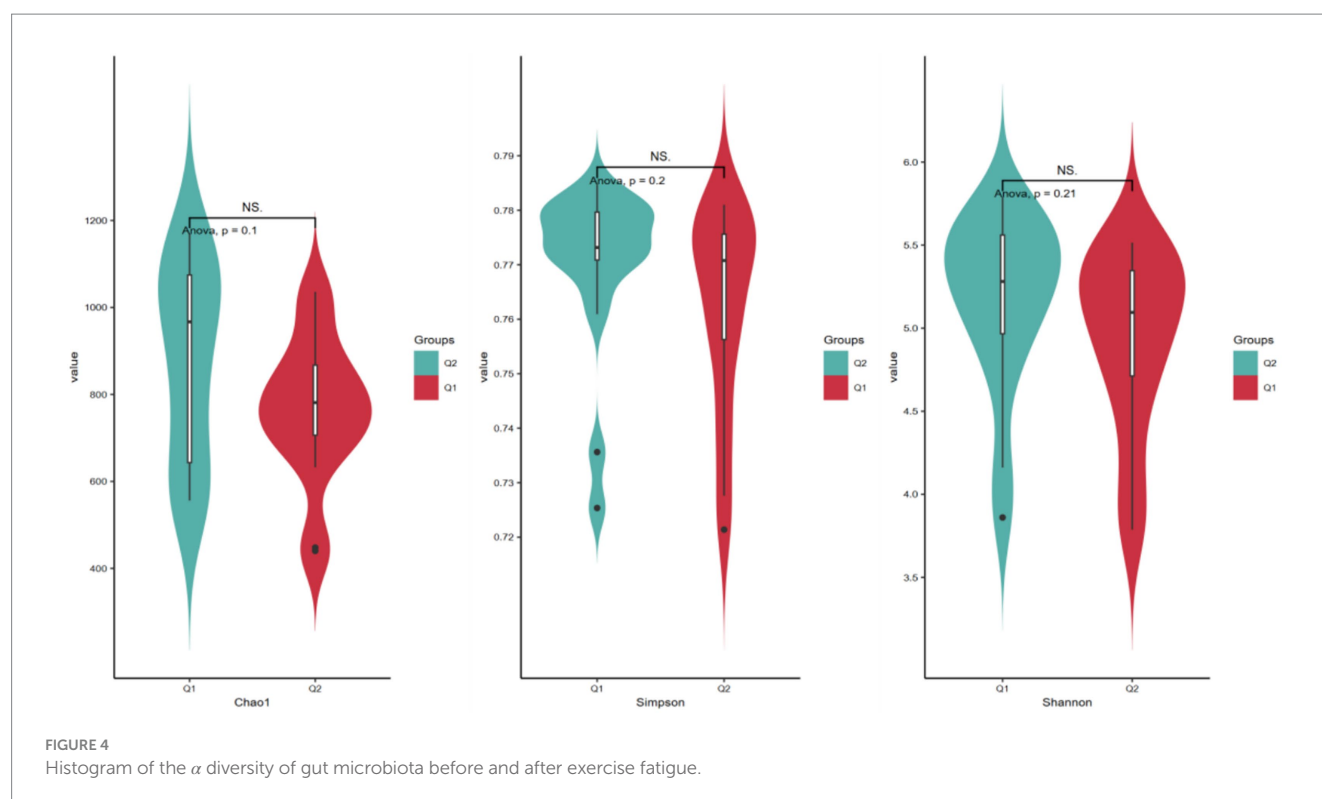 1200
1000
800
600
400
value
NS.
Anova, p = 0.1
Q1
Q2
Chao1
Groups
Q2
Q1
0.79
0.78
0.77
0.76
0.75
0.74
0.73
0.72
value
NS.
Anova, p = 0.2
Q1
Q2
Simpson
Groups
Q2
Q1
6.0
5.5
5.0
4.5
4.0
3.5
value
NS.
Anova, p = 0.21
Q1
Q2
Shannon
Groups
Q2
Q1
FIGURE 4
Histogram of the α diversity of gut microbiota before and after exercise fatigue.